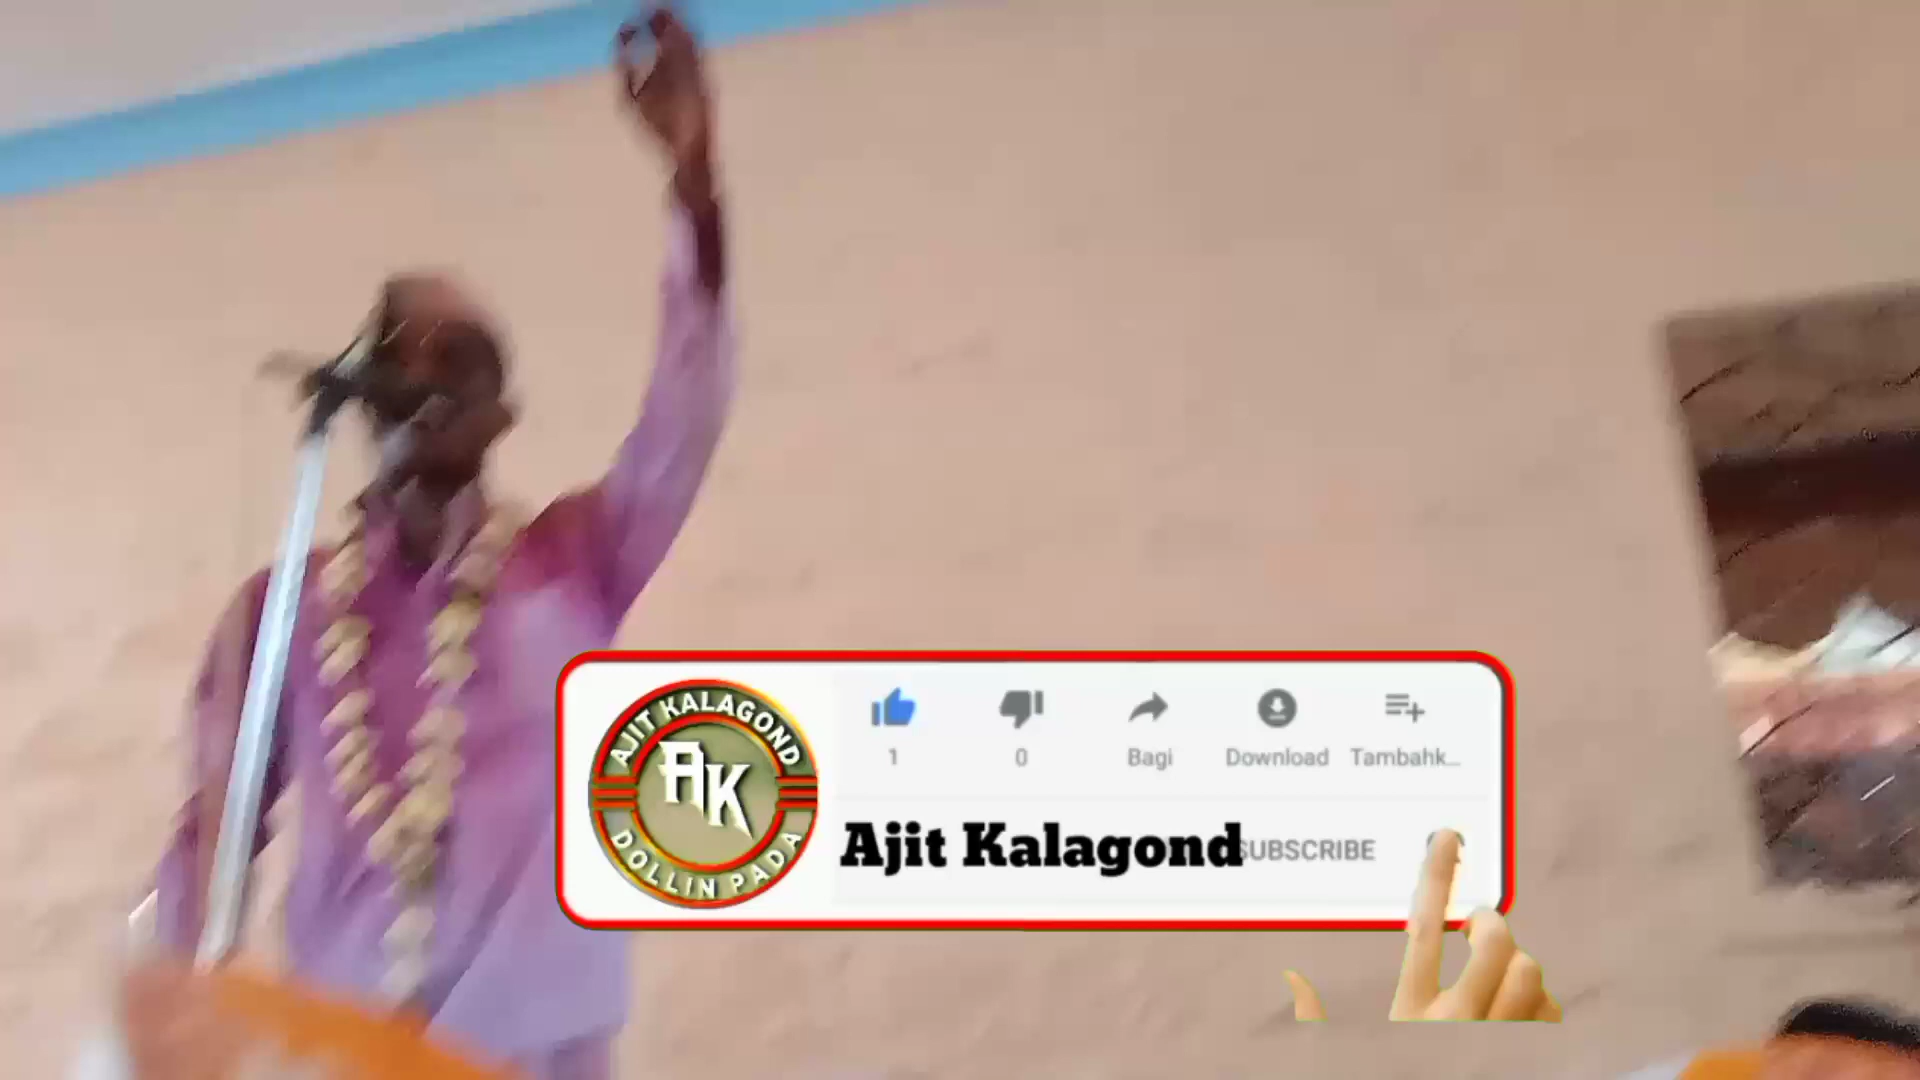 AJIT KALAGOND
AK
DOLLIN PADA
1
0
Bagi
Download
Tambahk...
Ajit Kalagond
SUBSCRIBE